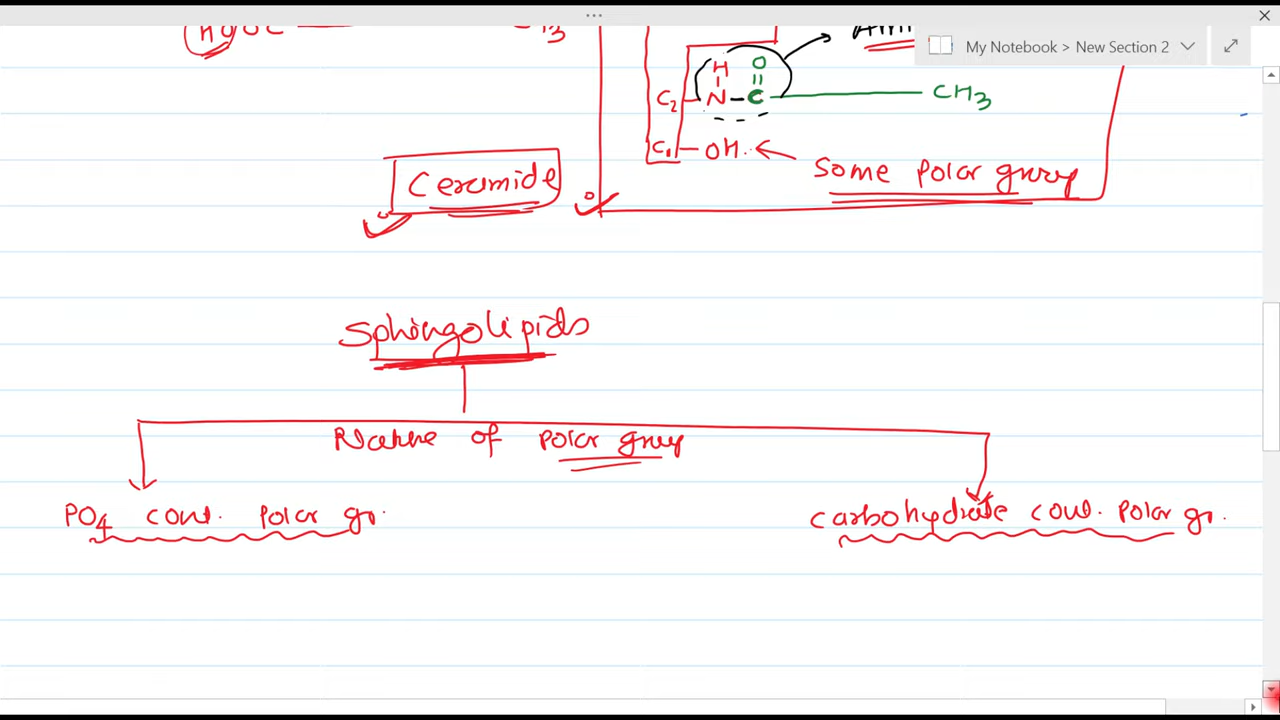 ...
My Notebook > New Section 2
CH3
H O
C2 – N – C CH3
C1 – OH
Some polar group
Ceramide
Sphingolipids
Nature of polar group
PO4 cont. polar gr.
carbohydrate cont. polar gr.